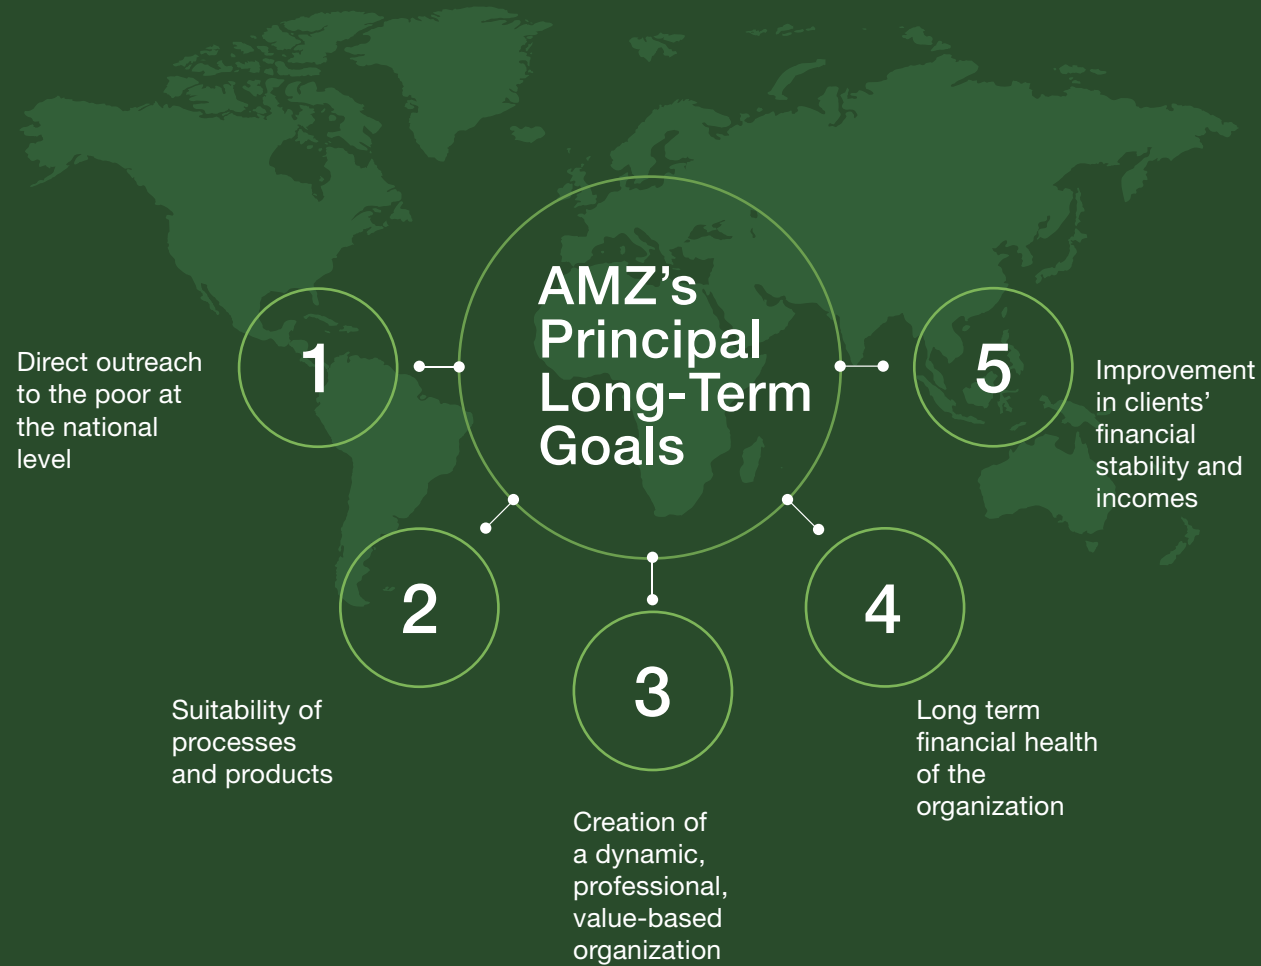 AMZ’s
Principal
Long-Term
Goals
1
Direct outreach
to the poor at
the national
level
2
Suitability of
processes
and products
3
Creation of
a dynamic,
professional,
value-based
organization
4
Long term
financial health
of the
organization
5
Improvement
in clients’
financial
stability and
incomes